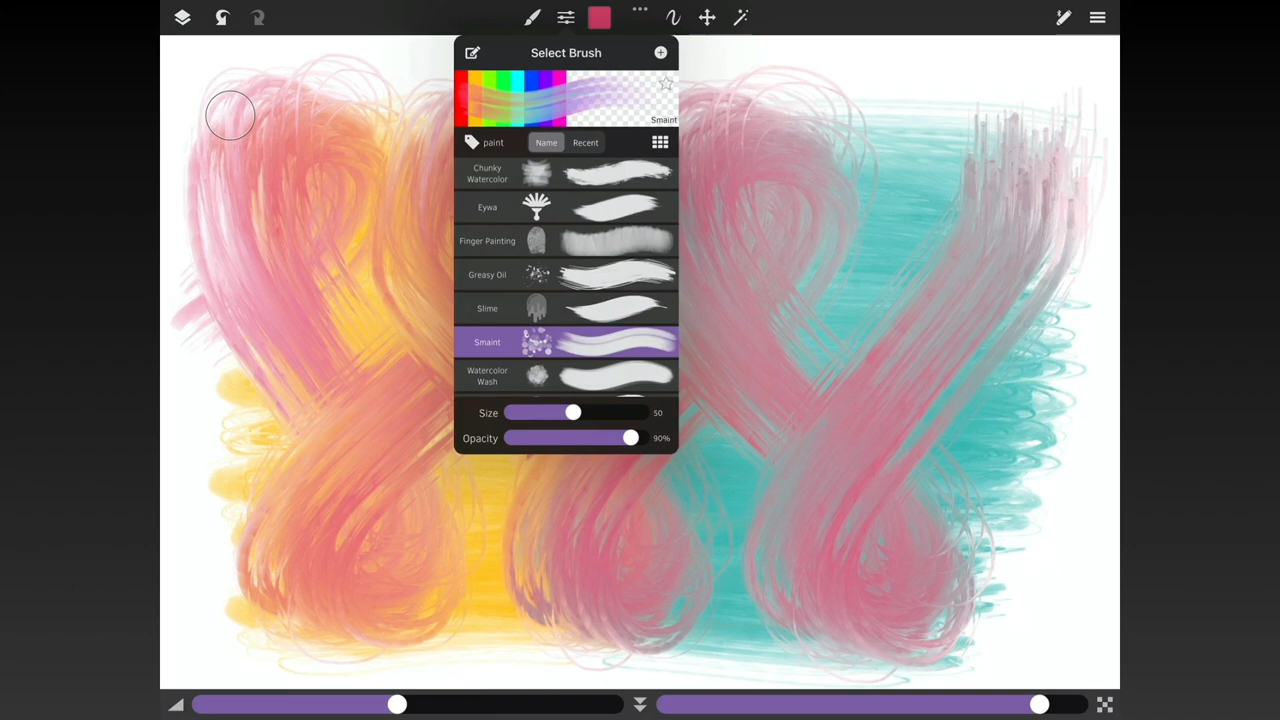 Select Brush
Smaint
paint
Name
Recent
Chunky
Watercolor
Eywa
Finger Painting
Greasy Oil
Slime
Smaint
Watercolor
Wash
Size
50
Opacity
90%